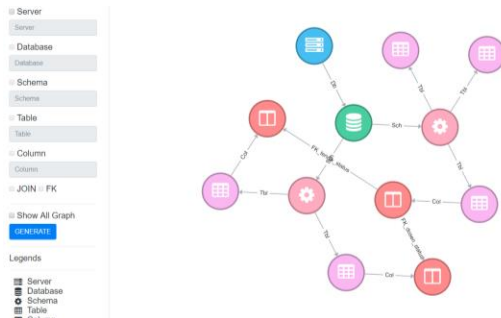 Server
Server
Database
Database
Schema
Schema
Table
Table
Column
Column
JOIN FK
Show All Graph
GENERATE
Legends
Server
Database
Schema
Table
Column
Db
Sch
Tbl
Tbl
Tbl
Col
Tbl
Col
Tbl
Col